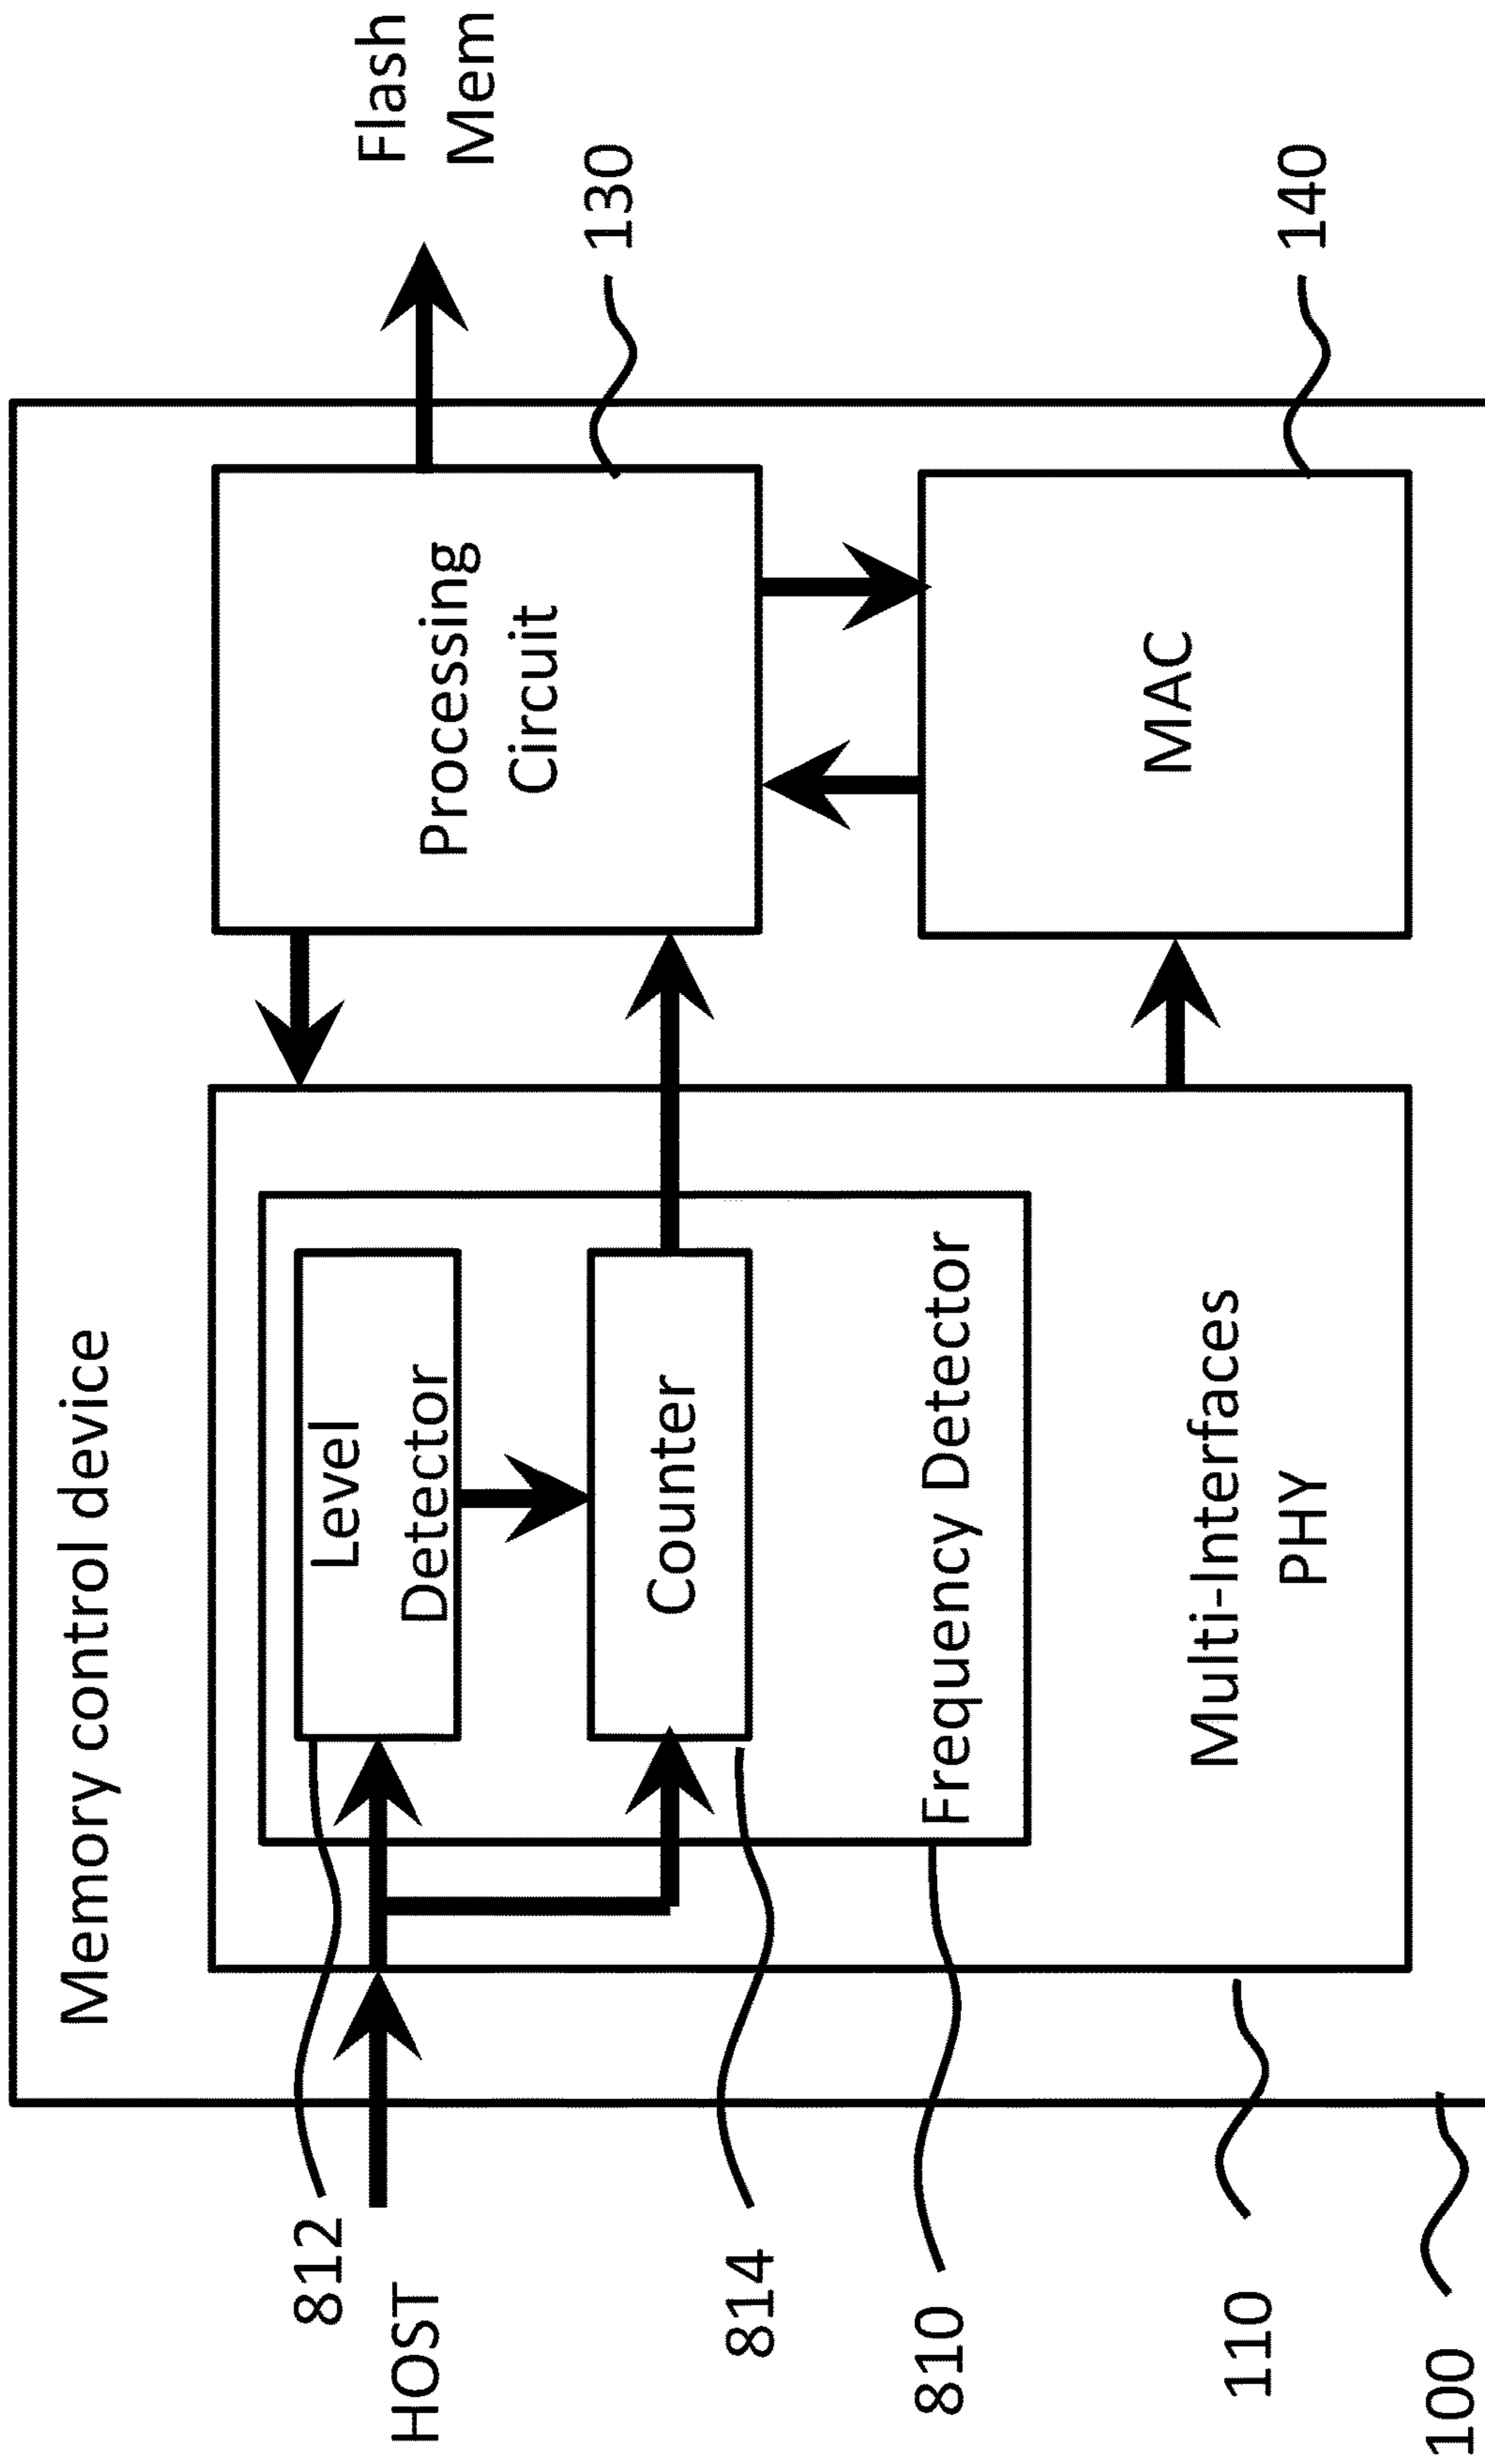 Memory control device
812
HOST
Level
Detector
814
Counter
810
Frequency Detector
110
Multi-Interfaces
PHY
100
Processing
Circuit
130
Flash
Mem
MAC
140